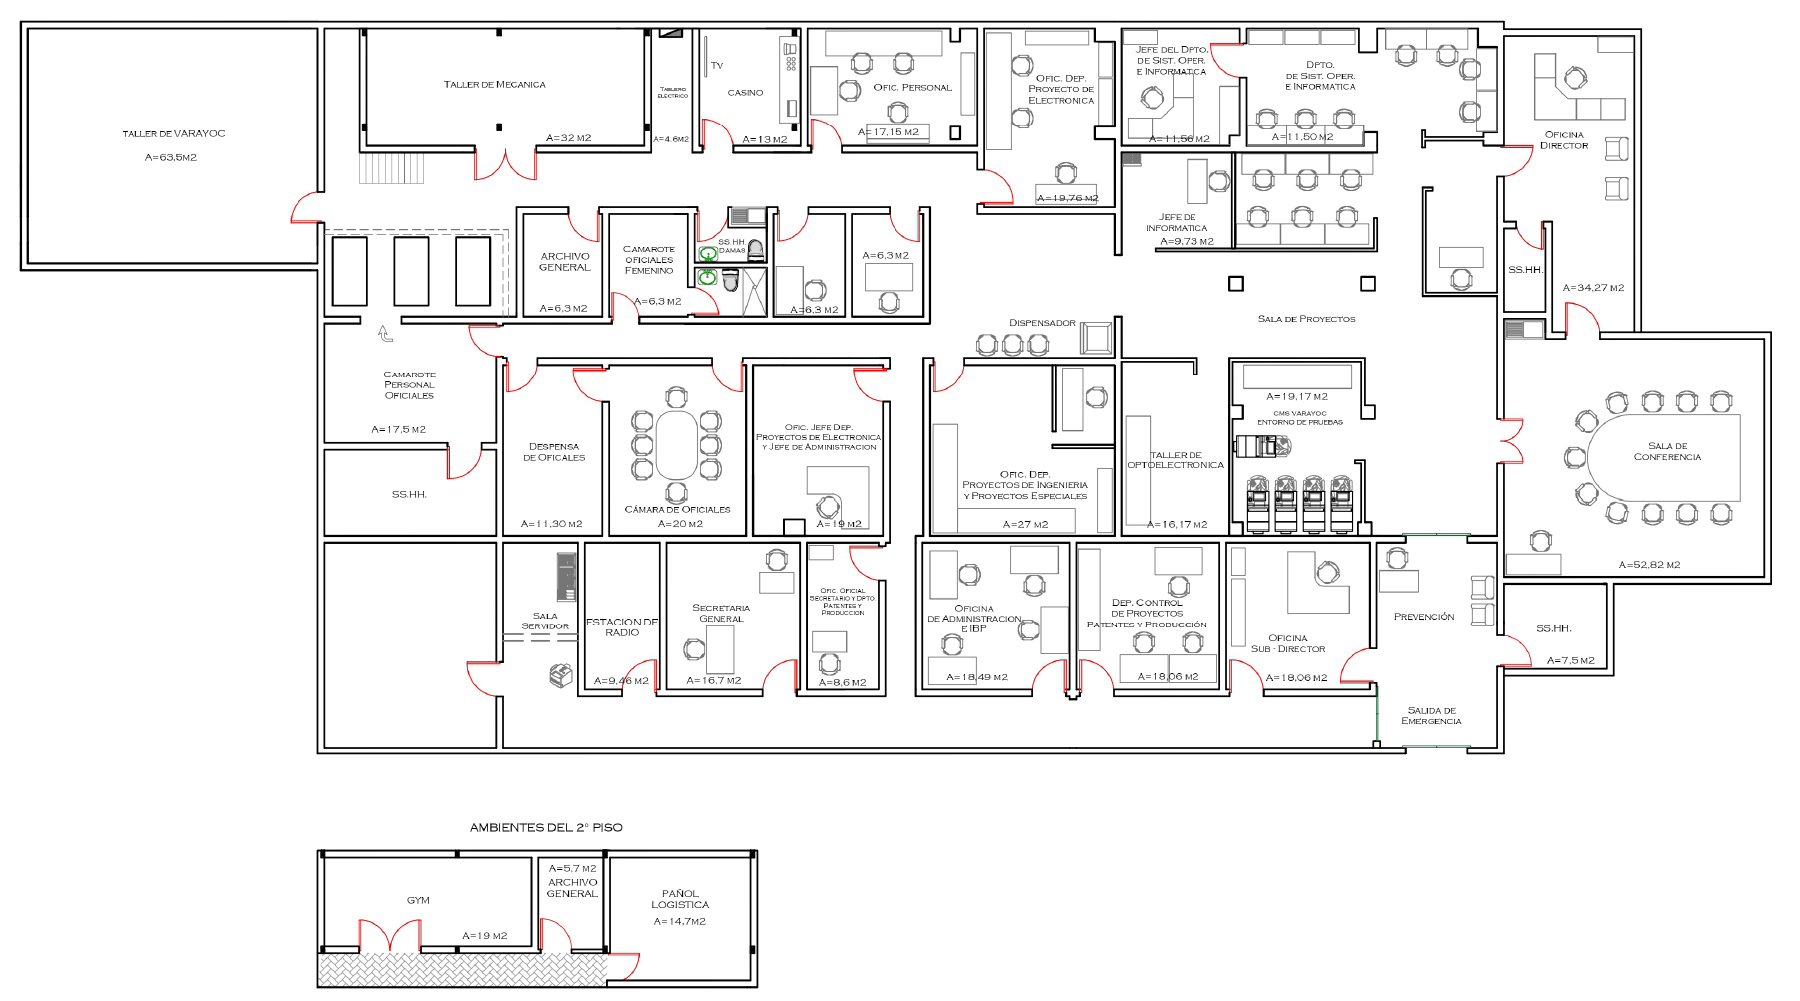 TALLER DE VARAYOC
A=63,5M2
TALLER DE MECANICA
A=32 M2
TABLERO
ELECTRICO
A=4.6M2
TV
CASINO
A=13 M2
OFIC. PERSONAL
A=17,15 M2
OFIC. DEP.
PROYECTO DE
ELECTRONICA
A=19,76 M2
JEFE DEL DPTO.
DE SIST. OPER.
E INFORMATCA
A=11,56 M2
DPTO.
DE SIST. OPER.
E INFORMATICA
A=11,50 M2
OFICINA
DIRECTOR
A=34,27 M2
SS.HH.
JEFE DE
INFORMATICA
A=9,73 M2
ARCHIVO
GENERAL
A=6,3 M2
CAMAROTE
OFICIALES
FEMENINO
A=6,3 M2
SS.HH.
DAMAS
A=6,3 M2
A=6,3 M2
DISPENSADOR
SALA DE PROYECTOS
CAMAROTE
PERSONAL
OFICIALES
A=17,5 M2
SS.HH.
DESPENSA
DE OFICALES
A=11,30 M2
CÁMARA DE OFICIALES
A=20 M2
OFIC. JEFE DEP.
PROYECTOS DE ELECTRONICA
Y JEFE DE ADMINISTRACION
A=19 M2
OFIC. DEP.
PROYECTOS DE INGENIERIA
Y PROYECTOS ESPECIALES
A=27 M2
TALLER DE
OPTOELECTRONICA
A=16,17 M2
A=19,17 M2
CMS VARAYOC
ENTORNO DE PRUEBAS
SALA DE
CONFERENCIA
A=52,82 M2
SALA
SERVIDOR
ESTACION DE
RADIO
A=9,46 M2
SECRETARIA
GENERAL
A=16,7 M2
OFIC. OFICIAL
SECRETARIO Y DPTO.
PATENTES Y
PRODUCCION
A=8,6 M2
OFICINA
DE ADMINISTRACION
E IBP
A=18,49 M2
DEP. CONTROL
DE PROYECTOS
PATENTES Y PRODUCCIÓN
A=18,06 M2
OFICINA
SUB - DIRECTOR
A=18,06 M2
PREVENCIÓN
SALIDA DE
EMERGENCIA
SS.HH.
A=7,5 M2
AMBIENTES DEL 2° PISO
GYM
A=19 M2
A=5,7 M2
ARCHIVO
GENERAL
PAÑOL
LOGISTICA
A=14,7M2